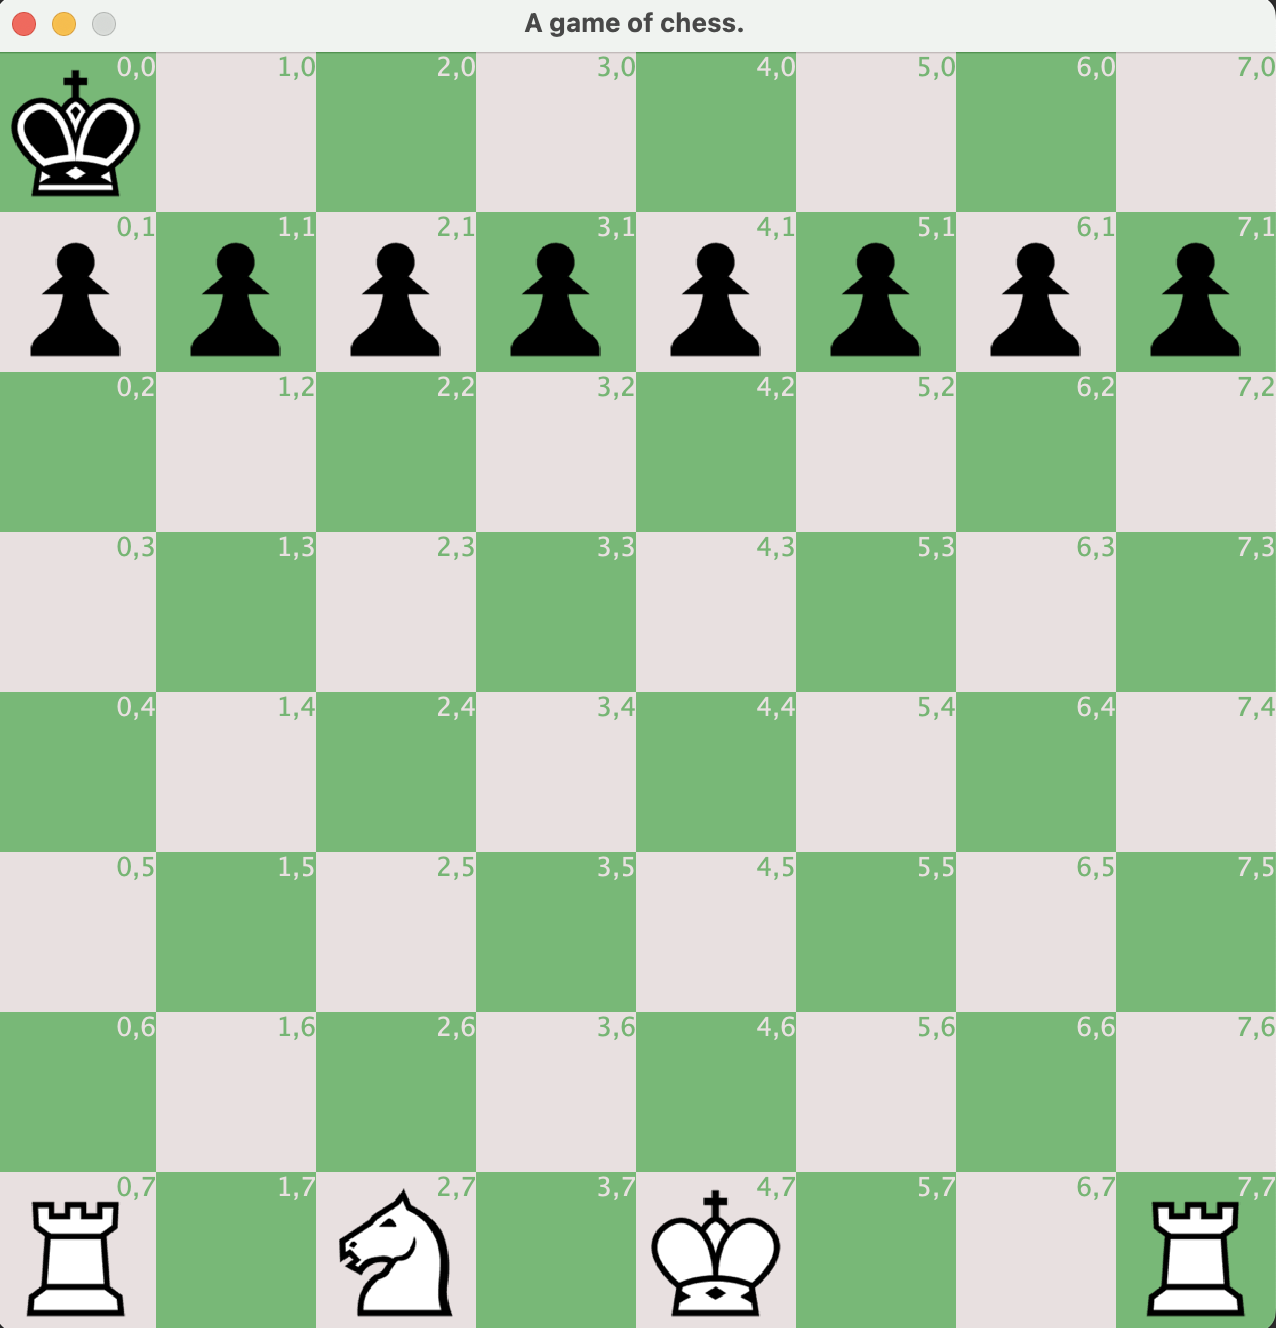 A game of chess.
0,0 1,0 2,0 3,0 4,0 5,0 6,0 7,0
0,1 1,1 2,1 3,1 4,1 5,1 6,1 7,1
0,2 1,2 2,2 3,2 4,2 5,2 6,2 7,2
0,3 1,3 2,3 3,3 4,3 5,3 6,3 7,3
0,4 1,4 2,4 3,4 4,4 5,4 6,4 7,4
0,5 1,5 2,5 3,5 4,5 5,5 6,5 7,5
0,6 1,6 2,6 3,6 4,6 5,6 6,6 7,6
0,7 1,7 2,7 3,7 4,7 5,7 6,7 7,7